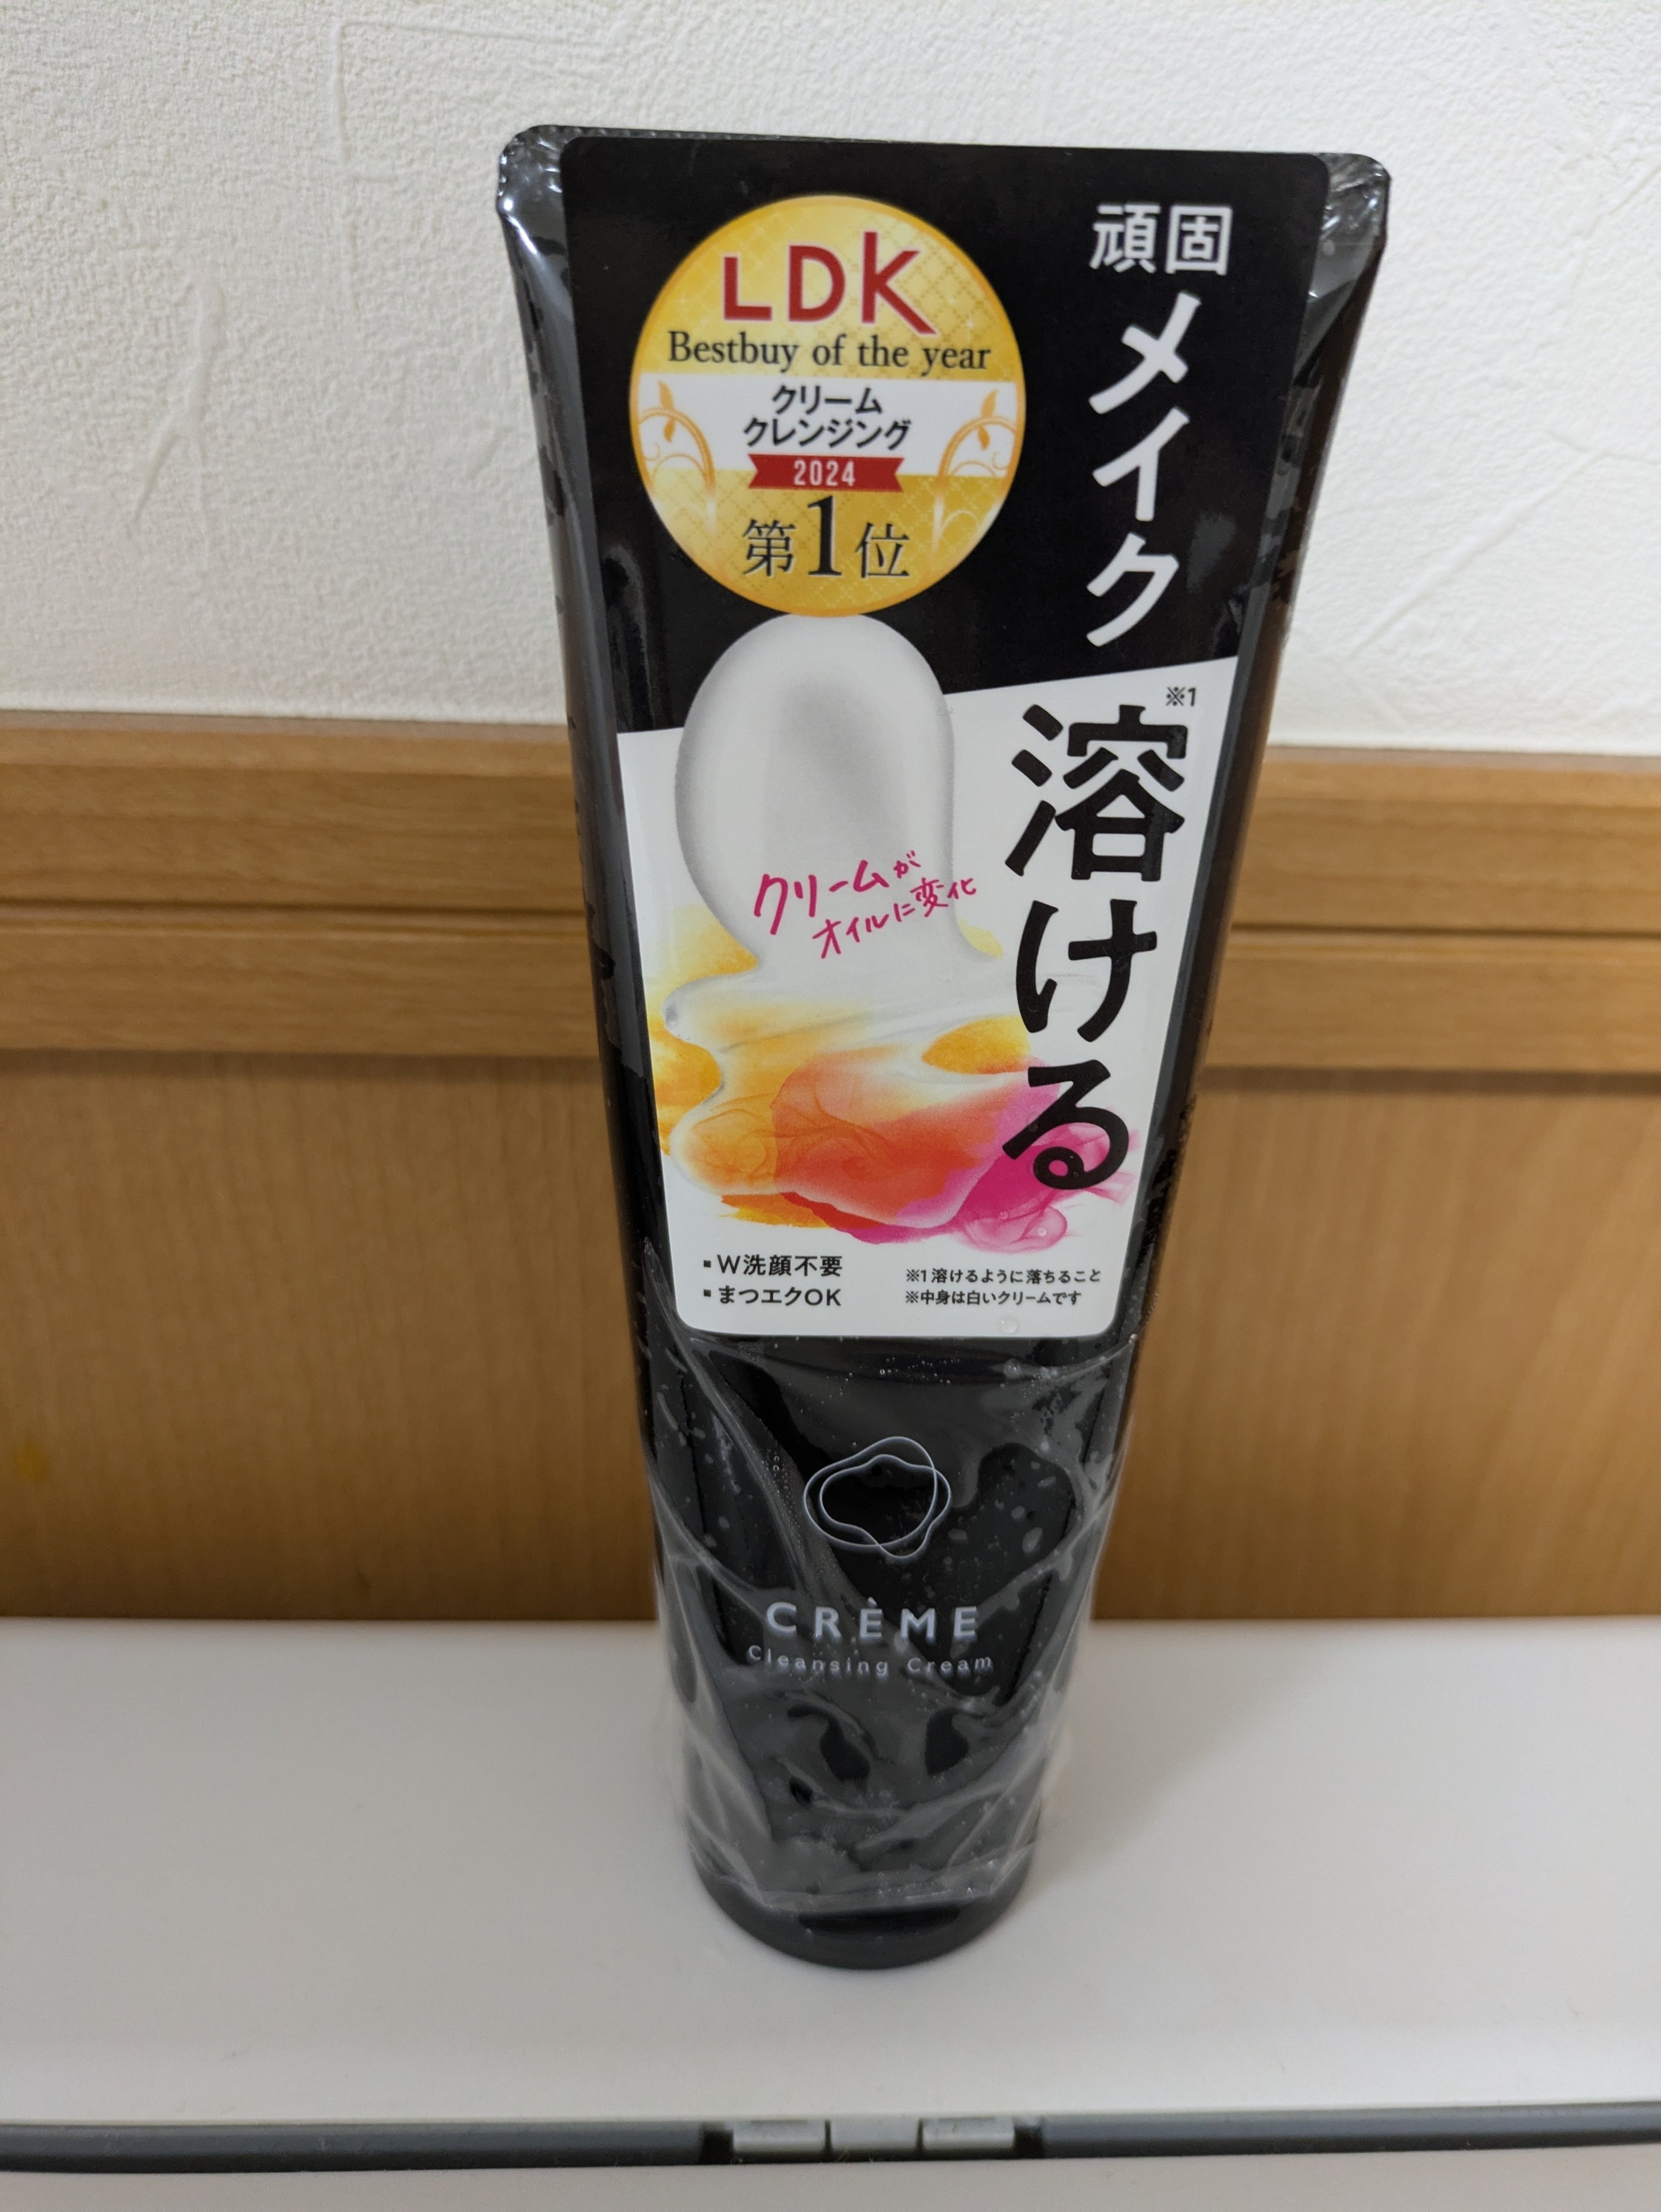 LDK
Bestbuy of the year
クリーム
クレンジング
2024
第1位
頑固
メイク
溶ける
※1
クリームが
オイルに変化
▪W洗顔不要
▪まつエクOK
※1 溶けるように落ちること
※中身は白いクリームです
CRÈME
Cleansing Cream